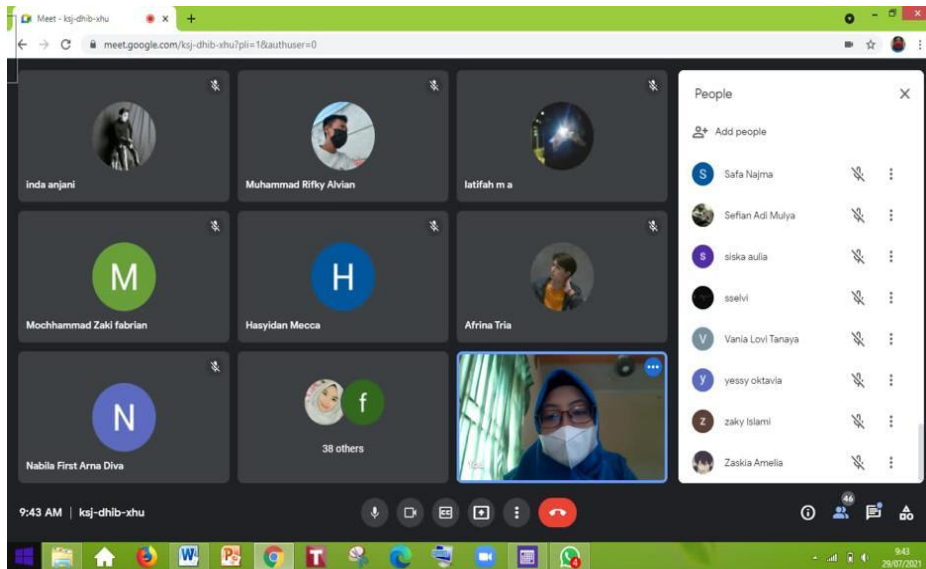 Meet - ksj-dhib-xhu
meet.google.com/ksj-dhib-xhu?pli=1&authuser=0
inda anjani
Muhammad Rifky Alvian
latifah m a
M
Mochhammad Zaki fabrian
H
Hasyidan Mecca
Afrina Tria
N
Nabila First Arna Diva
f
38 others
You
People
Add people
S Safa Najma
Sefian Adi Mulya
s siska aulia
sselvi
V Vania Lovi Tanaya
y yessy oktavia
z zaky Islami
Zaskia Amelia
9:43 AM | ksj-dhib-xhu
CC
46
W
P
T
9:43
29/07/2021